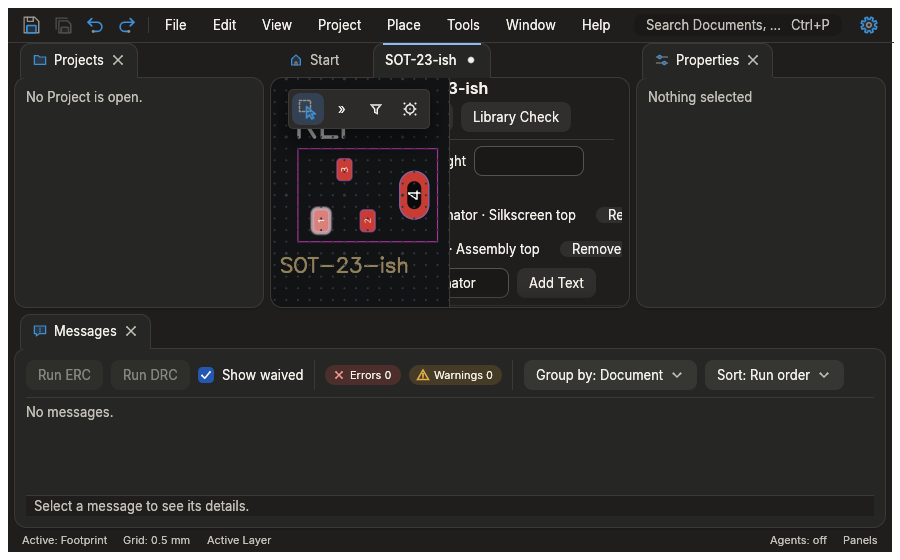 File Edit View Project Place Tools Window Help Search Documents, ... Ctrl+P
Projects
Start
SOT-23-ish
Properties
No Project is open.
3-ish
Nothing selected
»
Library Check
REF
ght
3
4
1
2
nator · Silkscreen top Re
· Assembly top Remove
SOT-23-ish
nator
Add Text
Messages
Run ERC Run DRC Show waived Errors 0 Warnings 0 Group by: Document Sort: Run order
No messages.
Select a message to see its details.
Active: Footprint Grid: 0.5 mm Active Layer Agents: off Panels